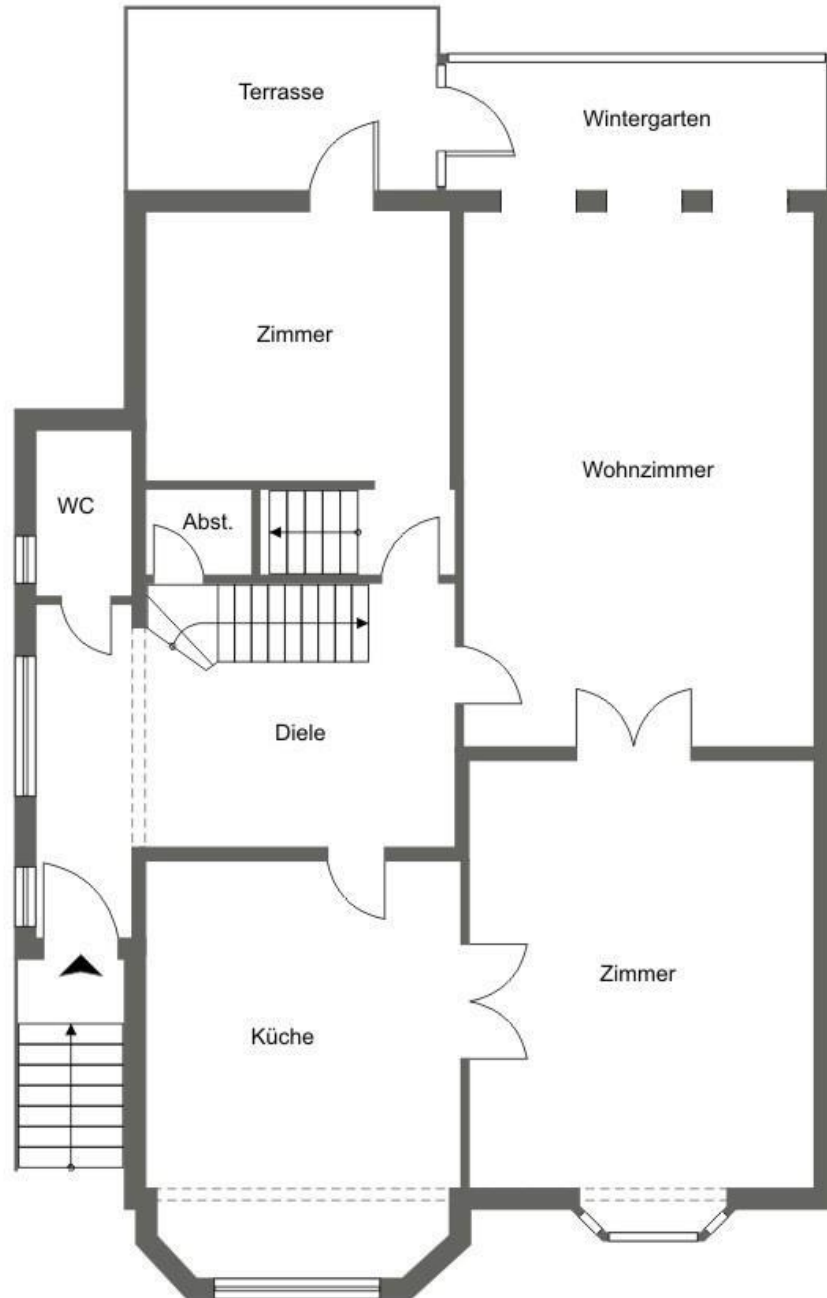 Terrasse
Wintergarten
Zimmer
Wohnzimmer
WC
Abst.
Diele
Zimmer
Küche